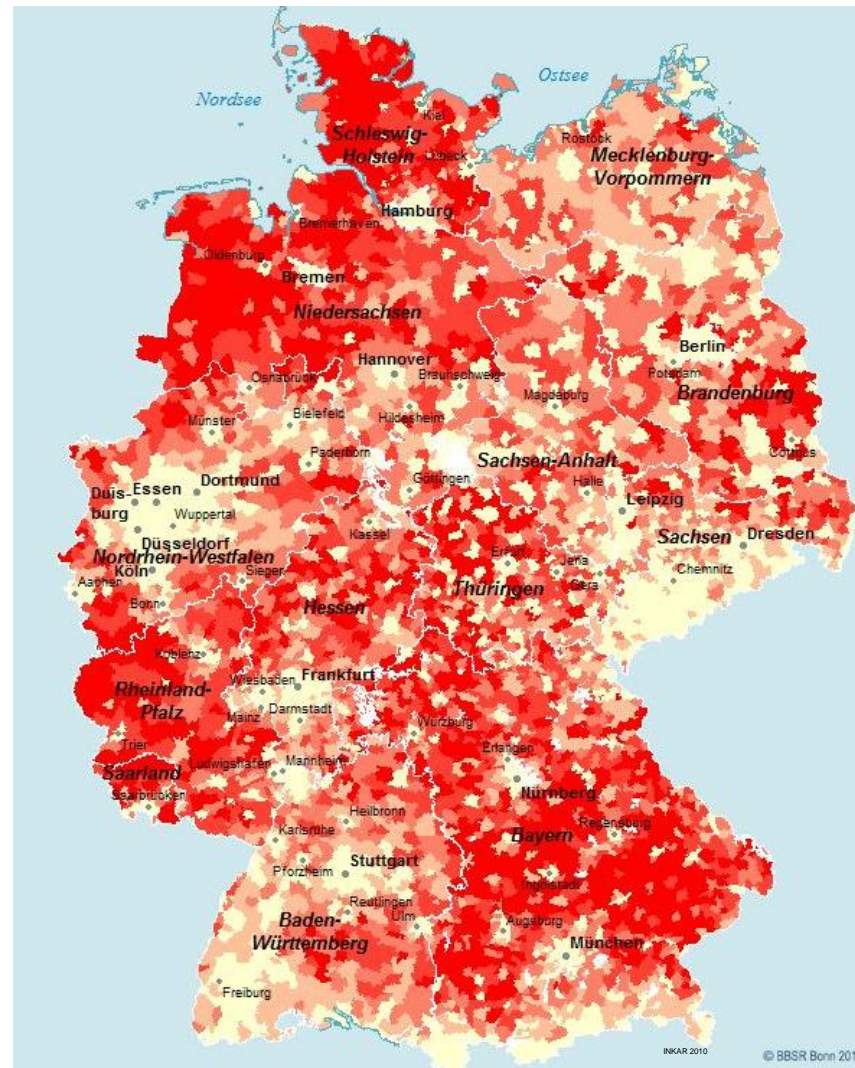 Ostsee
Nordsee
Kiel
Schleswig-
Holstein
Lübeck
Rostock
Mecklenburg-
Vorpommern
Hamburg
Bremerhaven
Oldenburg
Bremen
Niedersachsen
Hannover
Braunschweig
Berlin
Potsdam
Brandenburg
Osnabrück
Magdeburg
Münster
Bielefeld
Hildesheim
Paderborn
Göttingen
Sachsen-Anhalt
Cottbus
Halle
Leipzig
Duis-
burg
Essen
Dortmund
Wuppertal
Düsseldorf
Nordrhein-Westfalen
Köln
Aachen
Bonn
Siegen
Kassel
Sachsen
Dresden
Chemnitz
Erfurt
Jena
Gera
Thüringen
Hessen
Koblenz
Rheinland-
Pfalz
Wiesbaden
Frankfurt
Mainz
Darmstadt
Trier
Saarland
Saarbrücken
Ludwigshafen
Mannheim
Würzburg
Erlangen
Nürnberg
Heilbronn
Karlsruhe
Pforzheim
Stuttgart
Bayern
Regensburg
Ingolstadt
Reutlingen
Ulm
Augsburg
Baden-
Württemberg
München
Freiburg
INKAR 2010
© BBSR Bonn 201